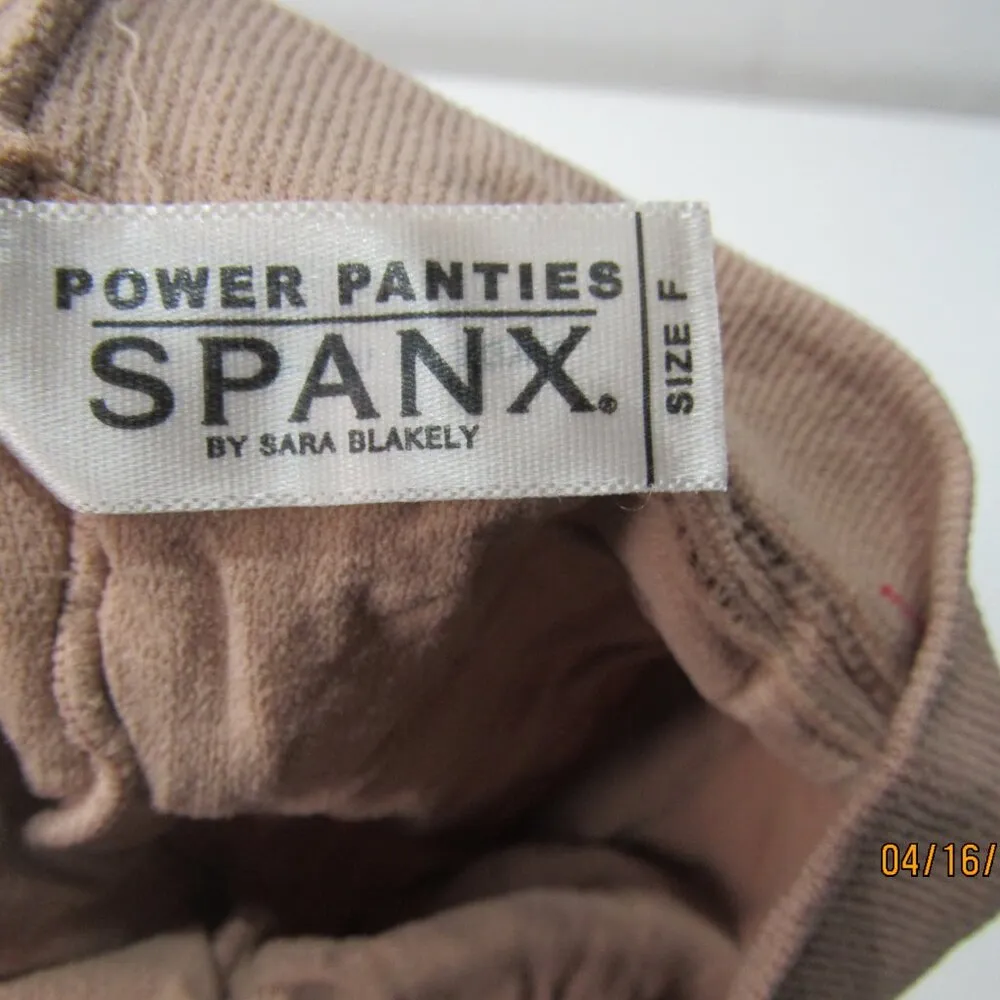 POWER PANTIES
SPANX®
BY SARA BLAKELY
SIZE F
04/16/